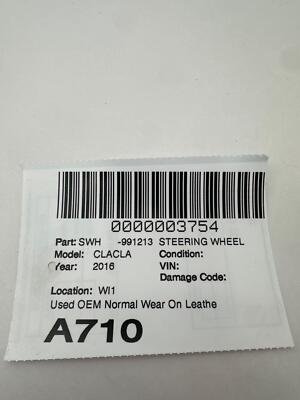 0000003754
Part: SWH -991213 STEERING WHEEL
Model: CLACLA Condition:
Year: 2016 VIN:
Damage Code:
Location: WI1
Used OEM Normal Wear On Leathe
A710